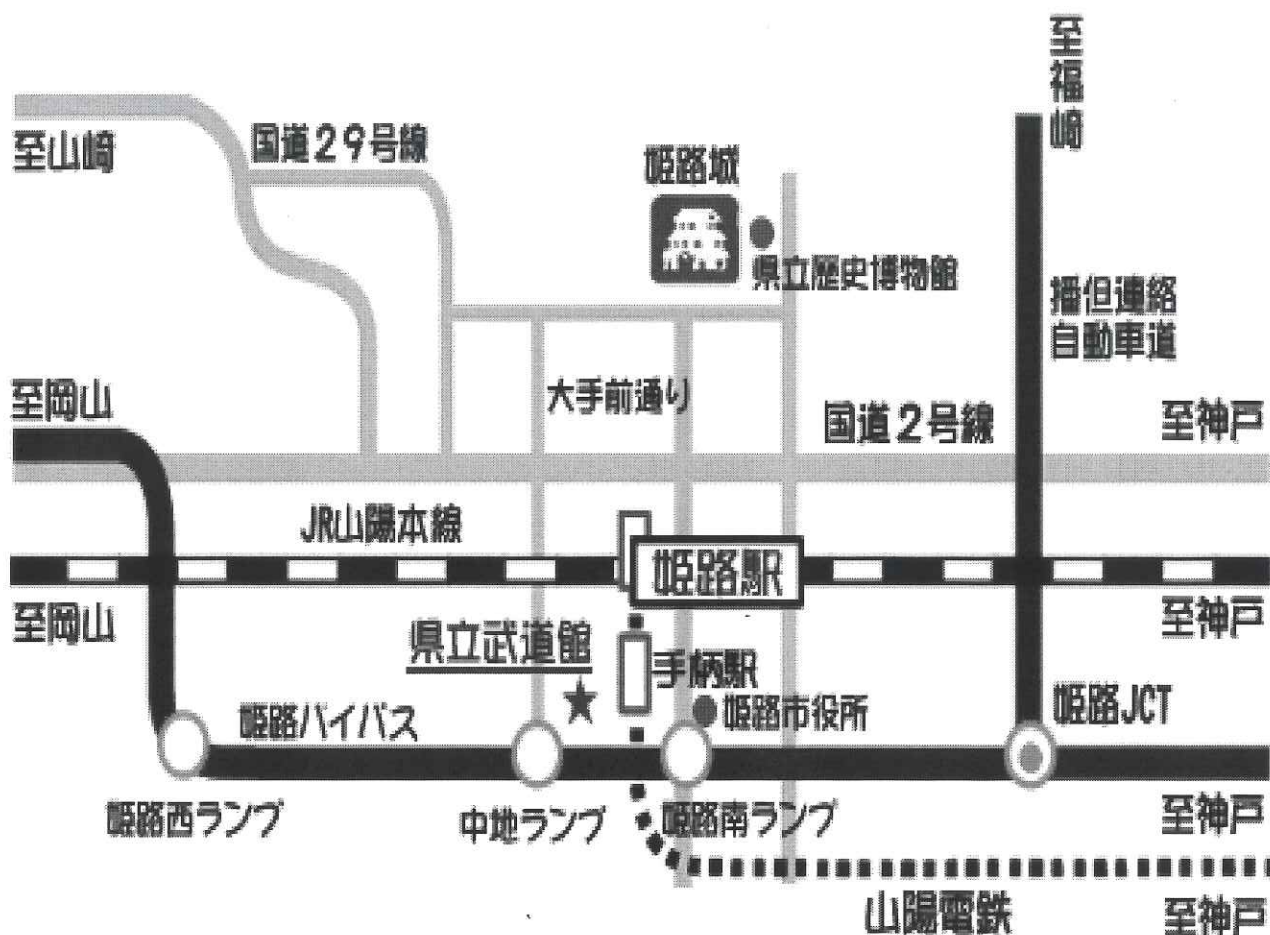 至福崎
至山崎
国道29号線
姫路城
県立歴史博物館
播但連絡
自動車道
至岡山
大手前通り
国道2号線
至神戸
JR山陽本線
姫路駅
至岡山
至神戸
県立武道館
手柄駅
姫路市役所
姫路JCT
姫路バイパス
姫路西ランプ
中地ランプ
姫路南ランプ
至神戸
山陽電鉄
至神戸